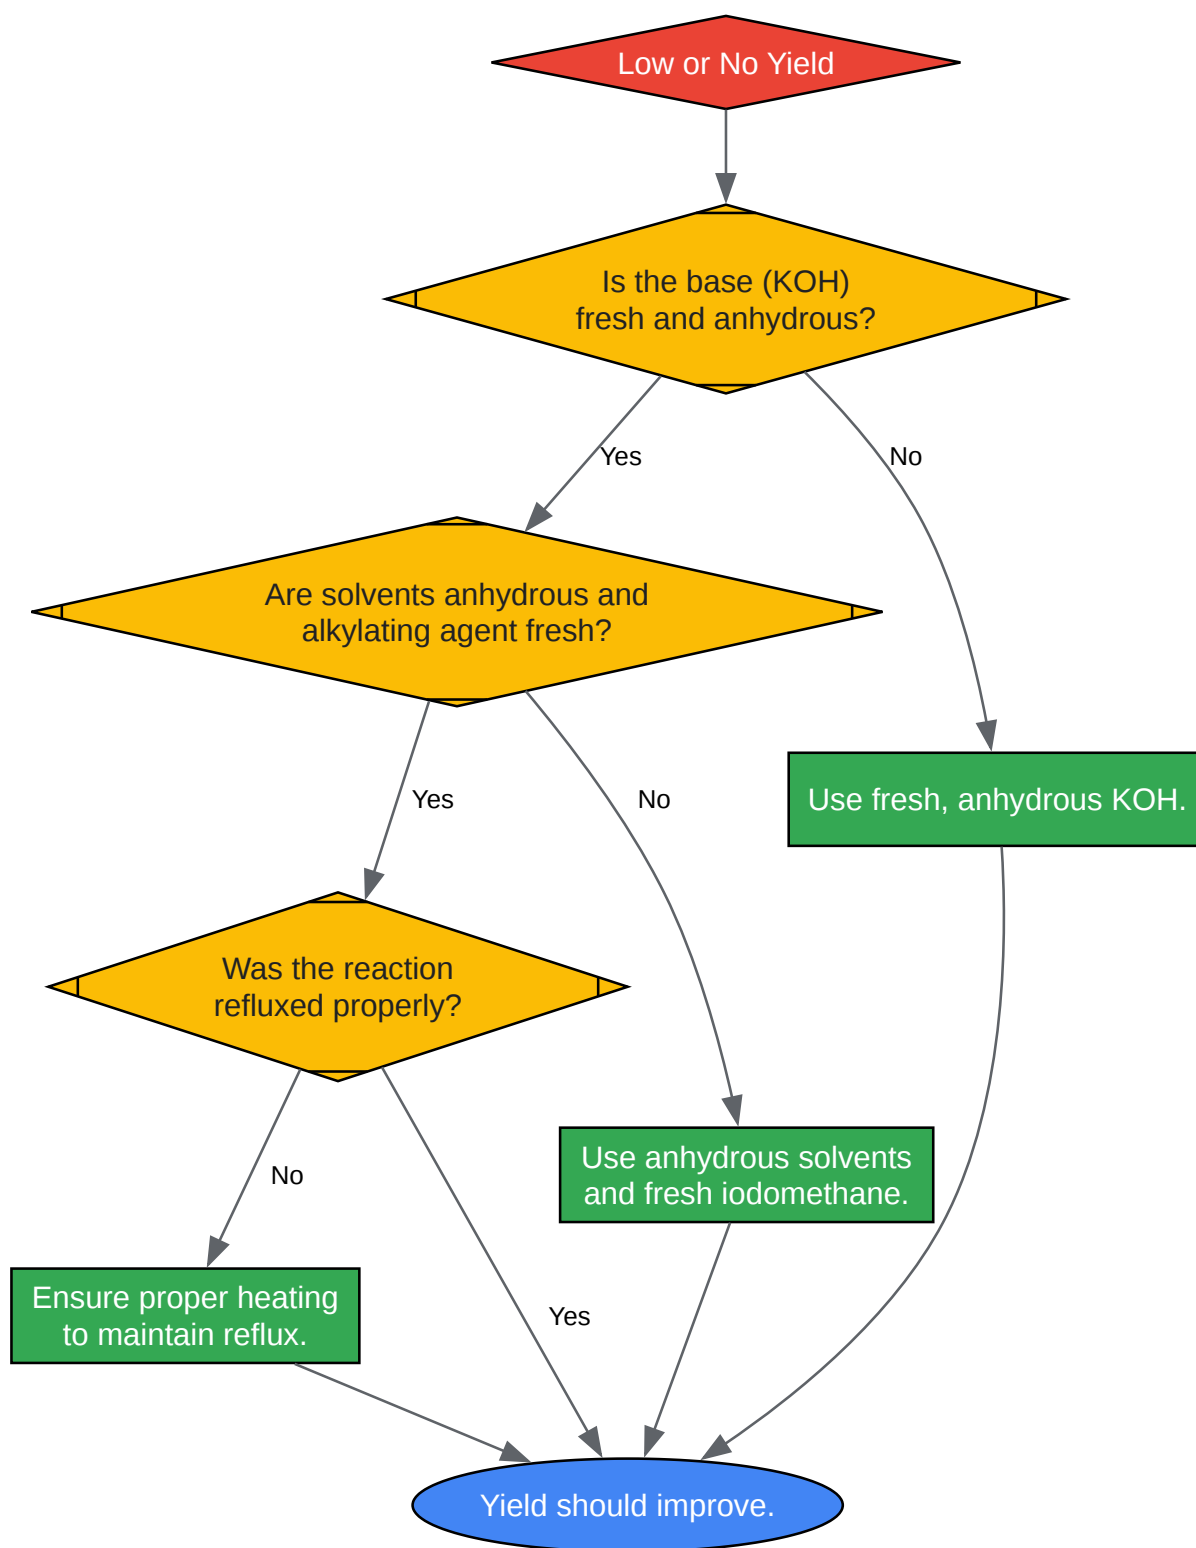 Low or No Yield
Is the base (KOH)
fresh and anhydrous?
Yes
No
Are solvents anhydrous and
alkylating agent fresh?
Use fresh, anhydrous KOH.
Yes
No
Was the reaction
refluxed properly?
Use anhydrous solvents
and fresh iodomethane.
No
Yes
Ensure proper heating
to maintain reflux.
Yield should improve.